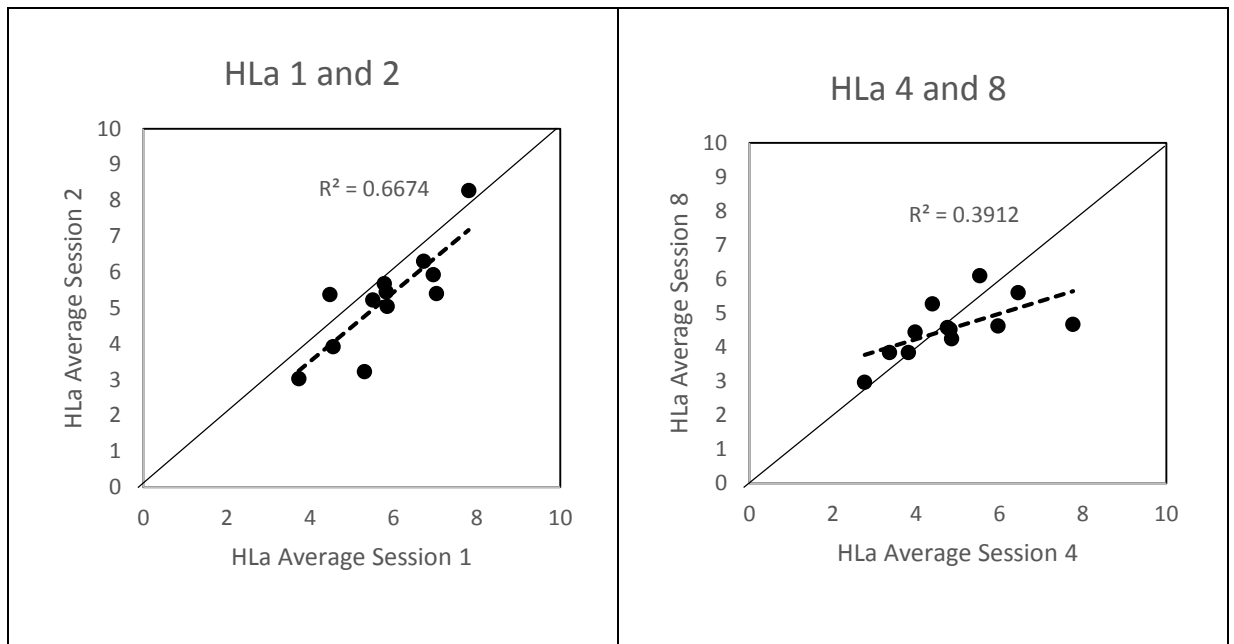 HLa 1 and 2
10
9
8
7
6
5
4
3
2
1
0
HLa Average Session 2
R² = 0.6674
0 2 4 6 8 10
HLa Average Session 1
HLa 4 and 8
10
9
8
7
6
5
4
3
2
1
0
HLa Average Session 8
R² = 0.3912
0 2 4 6 8 10
HLa Average Session 4